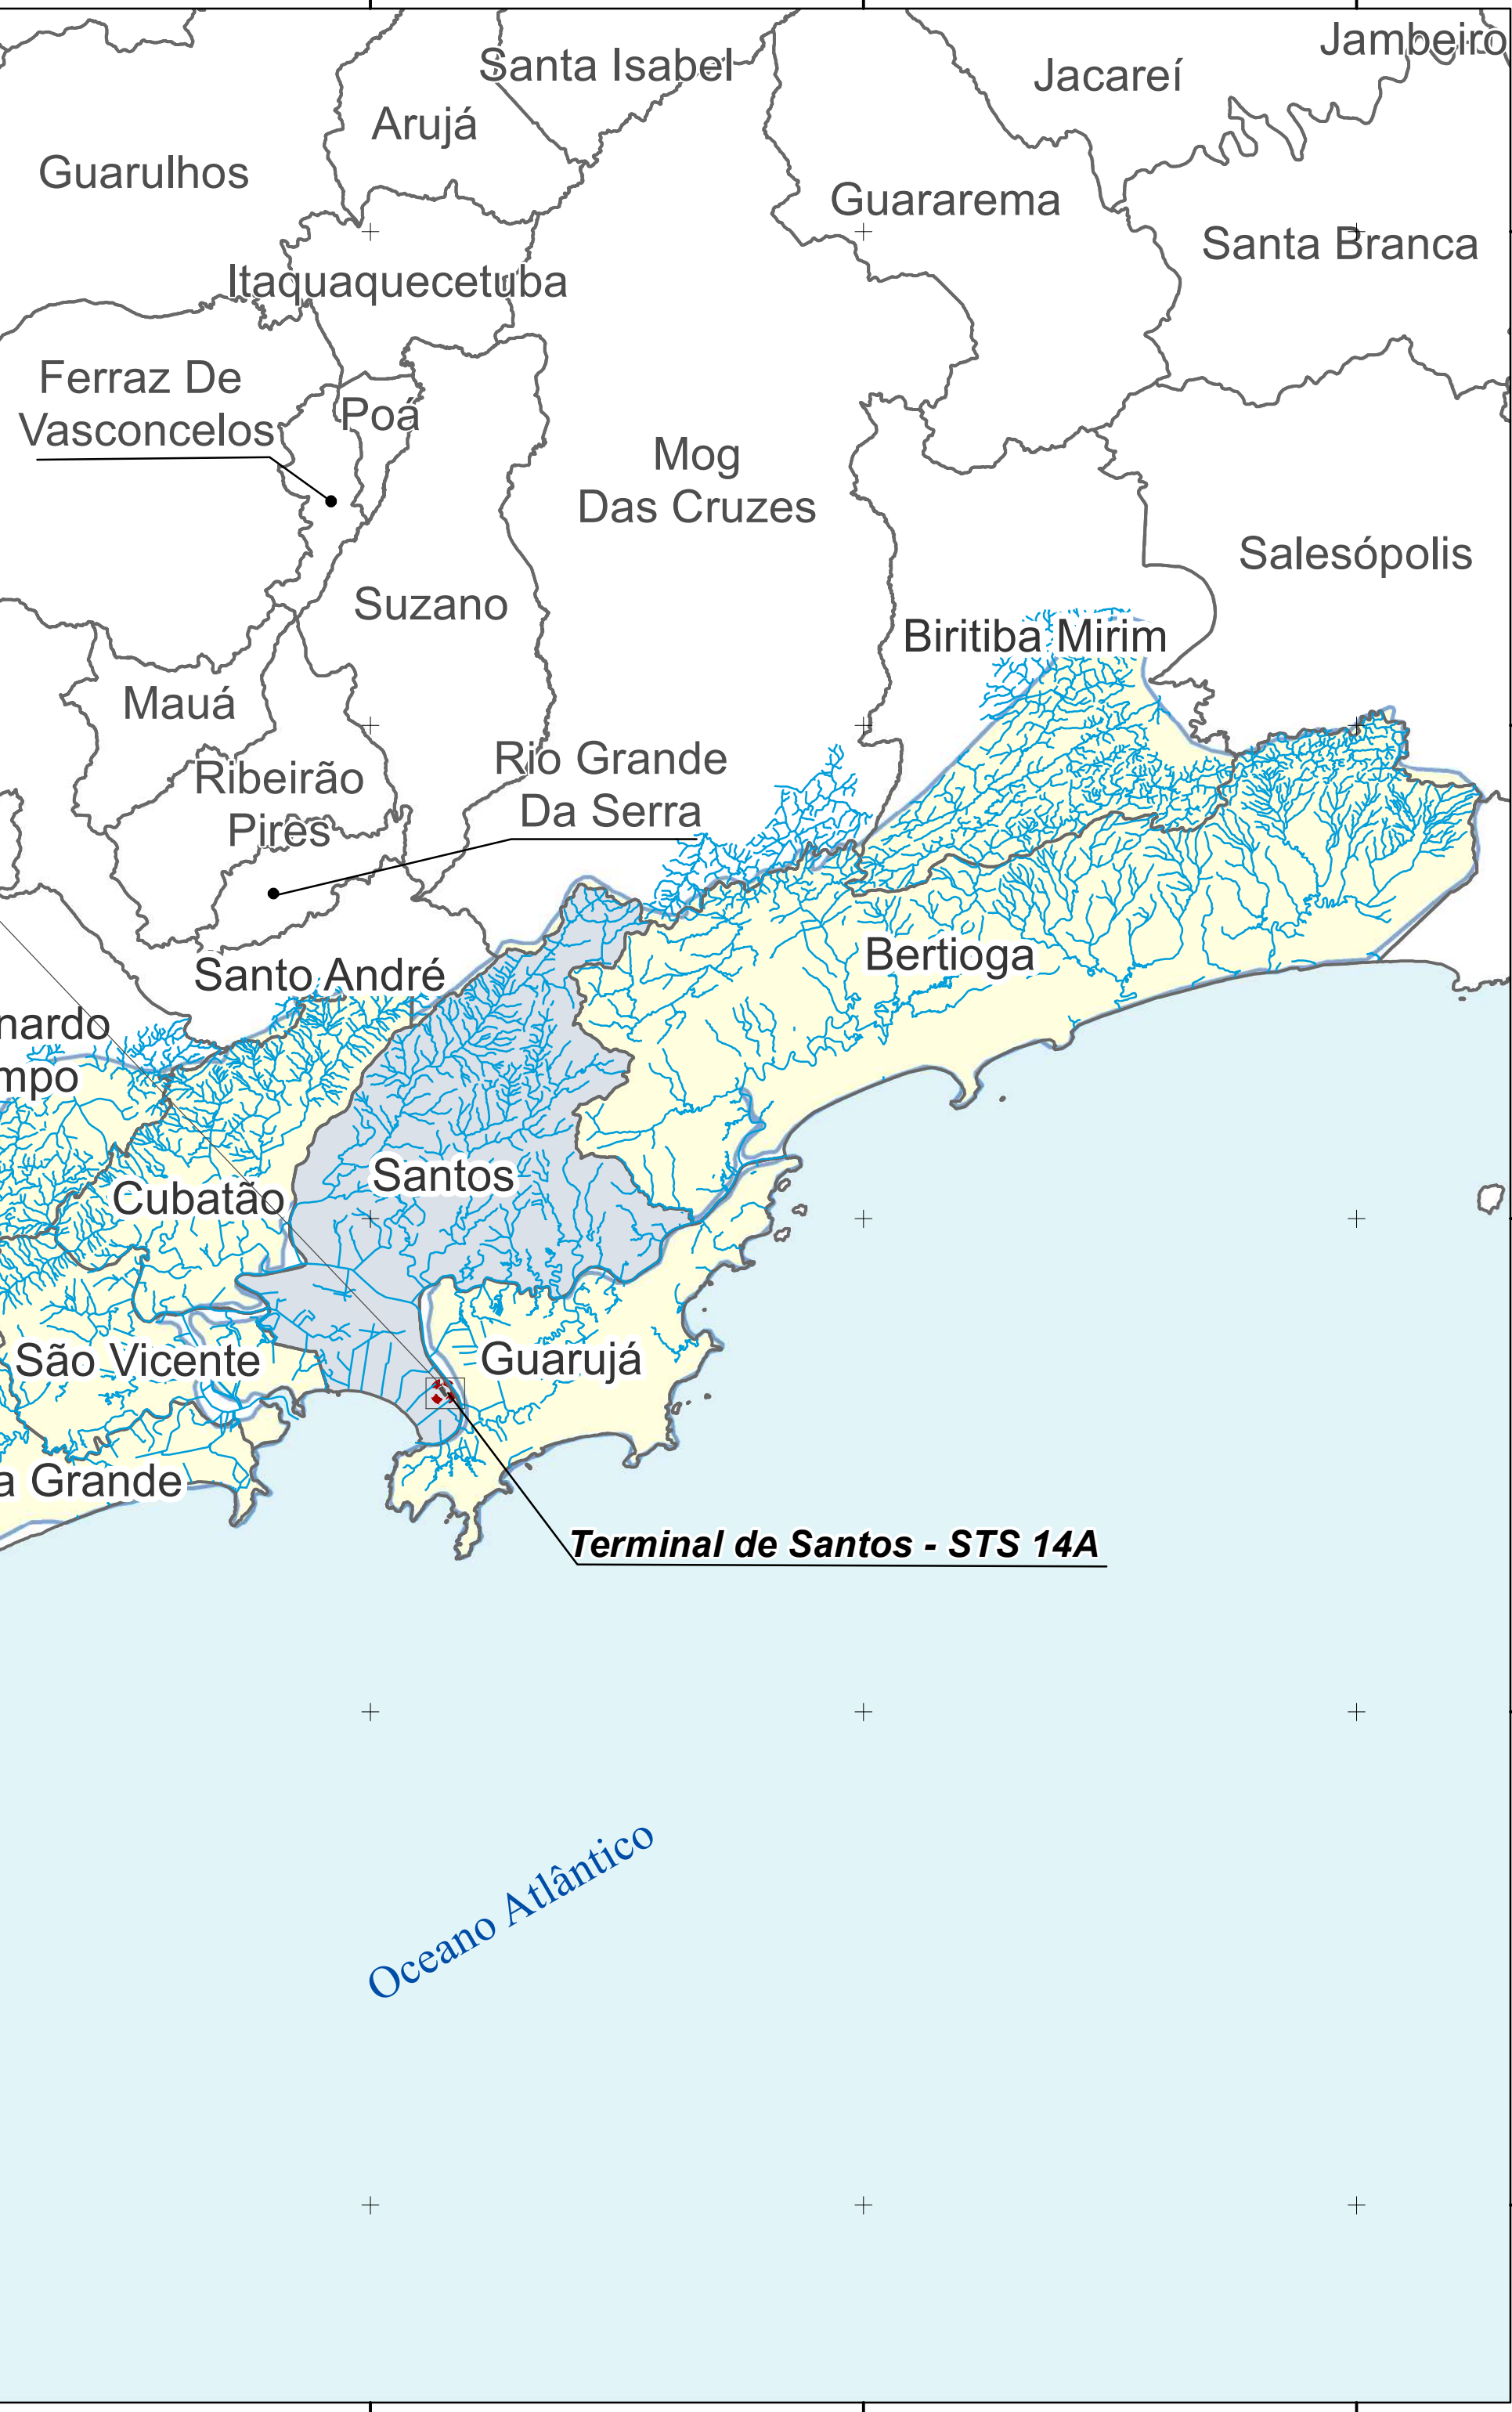 Jambeiro
Santa Isabel
Jacareí
Arujá
Guarulhos
Guararema
Santa Branca
Itaquaquecetuba
Ferraz De
Vasconcelos
Poá
Mog
Das Cruzes
Salesópolis
Suzano
Biritiba Mirim
Mauá
Rio Grande
Da Serra
Ribeirão
Pires
Bertioga
Santo André
nardo
mpo
Santos
Cubatão
São Vicente
Guarujá
a Grande
Terminal de Santos - STS 14A
Oceano Atlântico